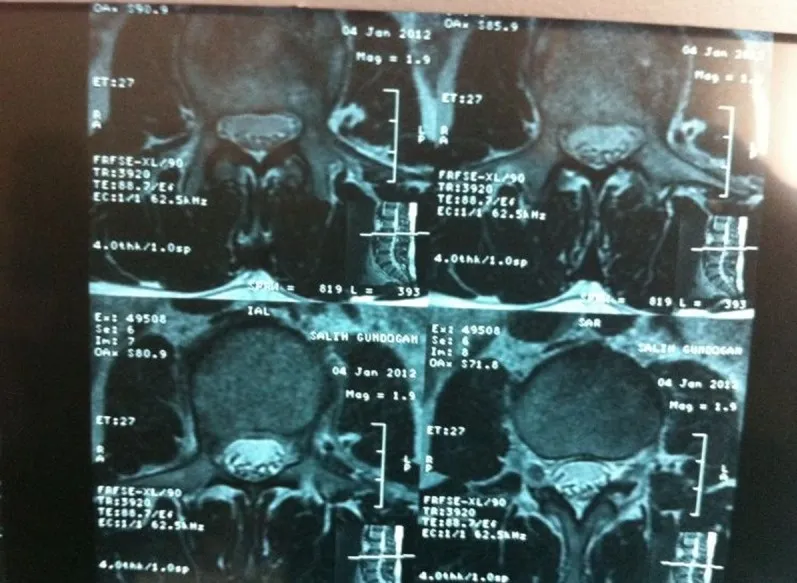 OAx S90.9
04 Jan 2012
Mag = 1.9
ET:27
R
A
L
P
FRFSE-XL/90
TR:3920
TE:88.7/Ef
EC:1/1 62.5kHz
4.0thk/1.0sp
819 L = 393
OAx S85.9
04 Jan
Mag = 1.
ET:27
R
A
FRFSE-XL/90
TR:3920
TE:88.7/Ef
EC:1/1 62.5kHz
4.0thk/1.0sp
819 L = 393
IAL
Ex: 49508
Se: 6
Im: 7
OAx S80.9
SALIH GUNDOGAN
04 Jan 2012
Mag = 1.9
ET:27
R
A
L
P
FRFSE-XL/90
TR:3920
TE:88.7/Ef
EC:1/1 62.5kHz
4.0thk/1.0sp
SAR
Ex: 49508
Se: 6
Im: 8
OAx S71.8
SALIH GUNDOGAN
04 Jan 2012
Mag = 1.9
ET:27
R
P
L
A
FRFSE-XL/90
TR:3920
TE:88.7/Ef
EC:1/1 62.5kHz
4.0thk/1.0sp